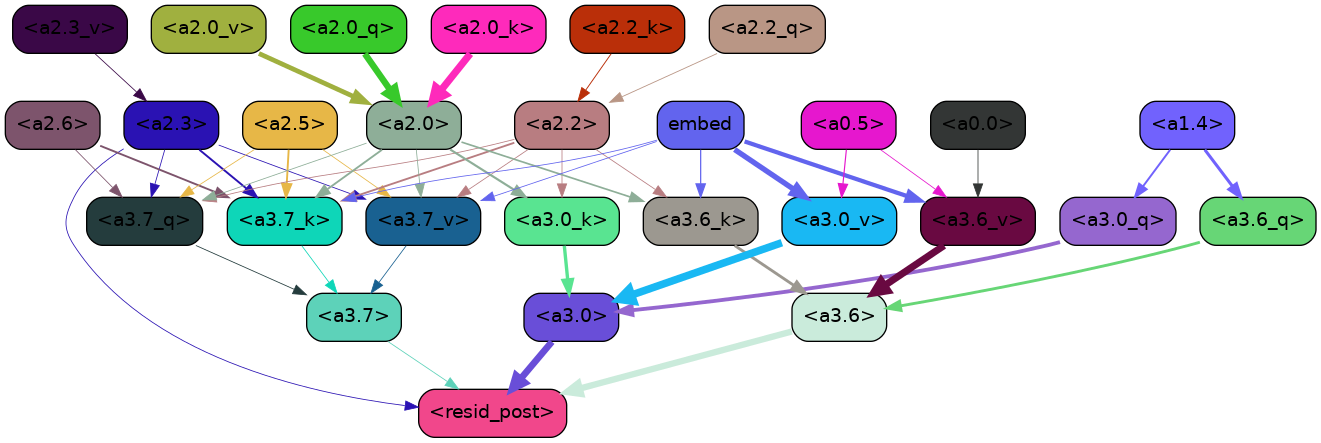 <a2.3_v> <a2.0_v> <a2.0_q> <a2.0_k> <a2.2_k> <a2.2_q>
<a2.6> <a2.3> <a2.5> <a2.0> <a2.2> embed <a0.5> <a0.0> <a1.4>
<a3.7_q> <a3.7_k> <a3.7_v> <a3.0_k> <a3.6_k> <a3.0_v> <a3.6_v> <a3.0_q> <a3.6_q>
<a3.7> <a3.0> <a3.6>
<resid_post>